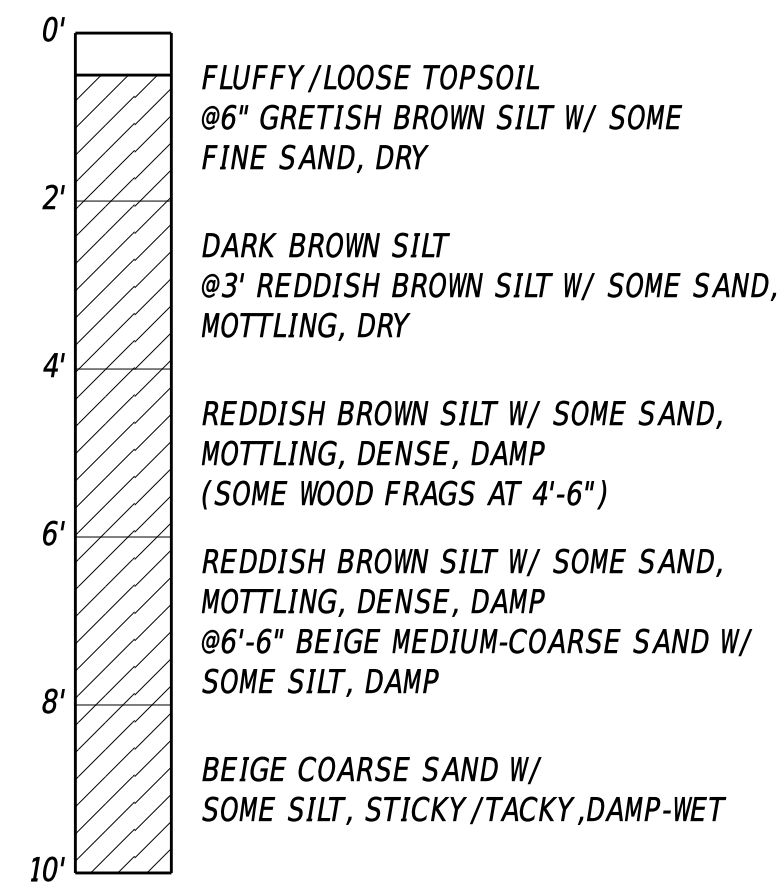 0'
FLUFFY/LOOSE TOPSOIL
@6" GRETISH BROWN SILT W/ SOME
FINE SAND, DRY
2'
DARK BROWN SILT
@3' REDDISH BROWN SILT W/ SOME SAND,
MOTTLING, DRY
4'
REDDISH BROWN SILT W/ SOME SAND,
MOTTLING, DENSE, DAMP
(SOME WOOD FRAGS AT 4'-6")
6'
REDDISH BROWN SILT W/ SOME SAND,
MOTTLING, DENSE, DAMP
@6'-6" BEIGE MEDIUM-COARSE SAND W/
SOME SILT, DAMP
8'
BEIGE COARSE SAND W/
SOME SILT, STICKY/TACKY,DAMP-WET
10'